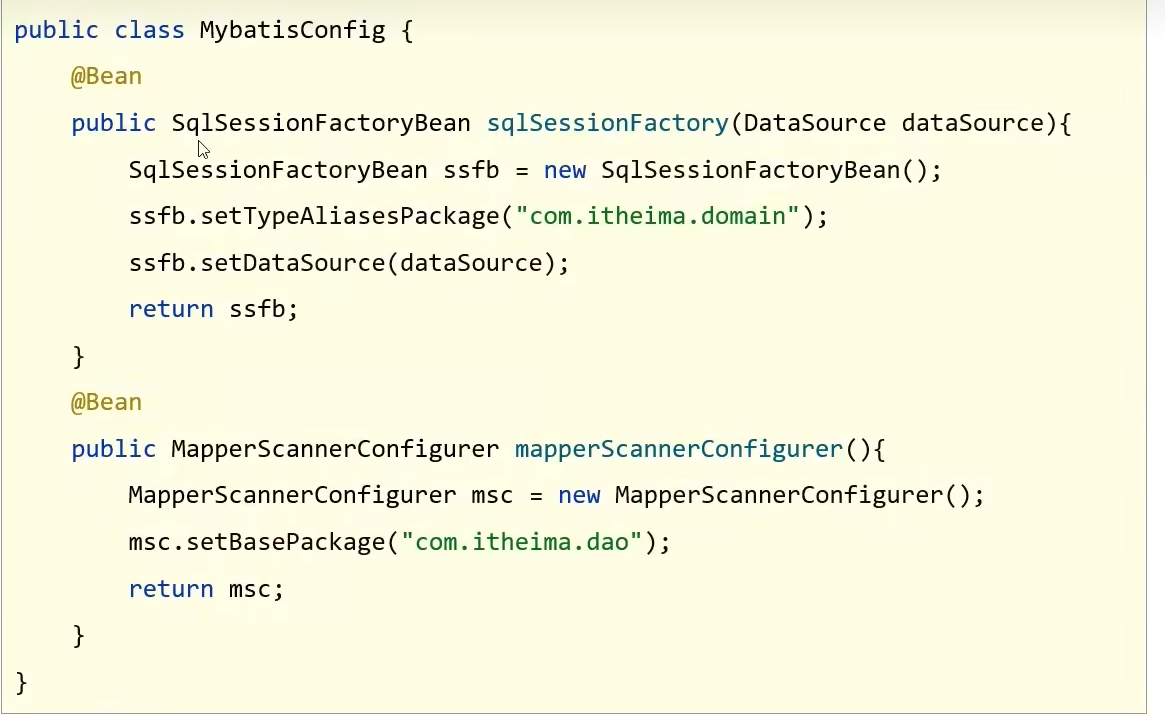 public class MybatisConfig {
@Bean
public SqlSessionFactoryBean sqlSessionFactory(DataSource dataSource){
SqlSessionFactoryBean ssfb = new SqlSessionFactoryBean();
ssfb.setTypeAliasesPackage("com.itheima.domain");
ssfb.setDataSource(dataSource);
return ssfb;
}
@Bean
public MapperScannerConfigurer mapperScannerConfigurer(){
MapperScannerConfigurer msc = new MapperScannerConfigurer();
msc.setBasePackage("com.itheima.dao");
return msc;
}
}